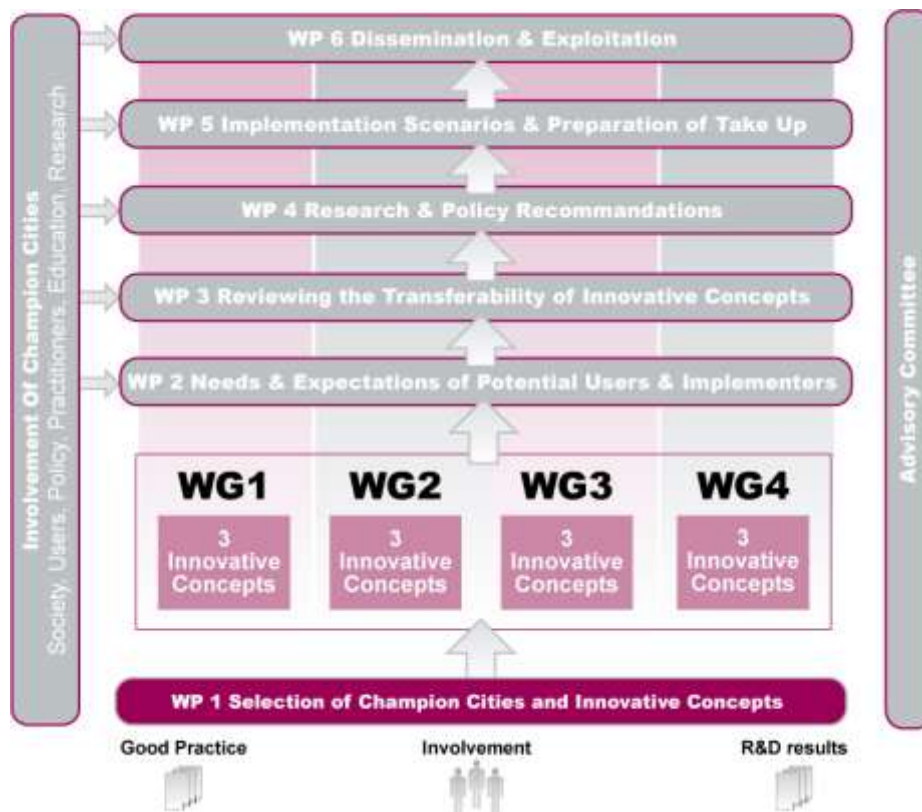 Involvement Of Champion Cities
Society, Users, Policy, Practitioners, Education, Research
WP 6 Dissemination & Exploitation
WP 5 Implementation Scenarios & Preparation of Take Up
WP 4 Research & Policy Recommandations
WP 3 Reviewing the Transferability of Innovative Concepts
WP 2 Needs & Expectations of Potential Users & Implementers
WG1
3
Innovative
Concepts
WG2
3
Innovative
Concepts
WG3
3
Innovative
Concepts
WG4
3
Innovative
Concepts
WP 1 Selection of Champion Cities and Innovative Concepts
Good Practice
Involvement
R&D results
Advisory Committee